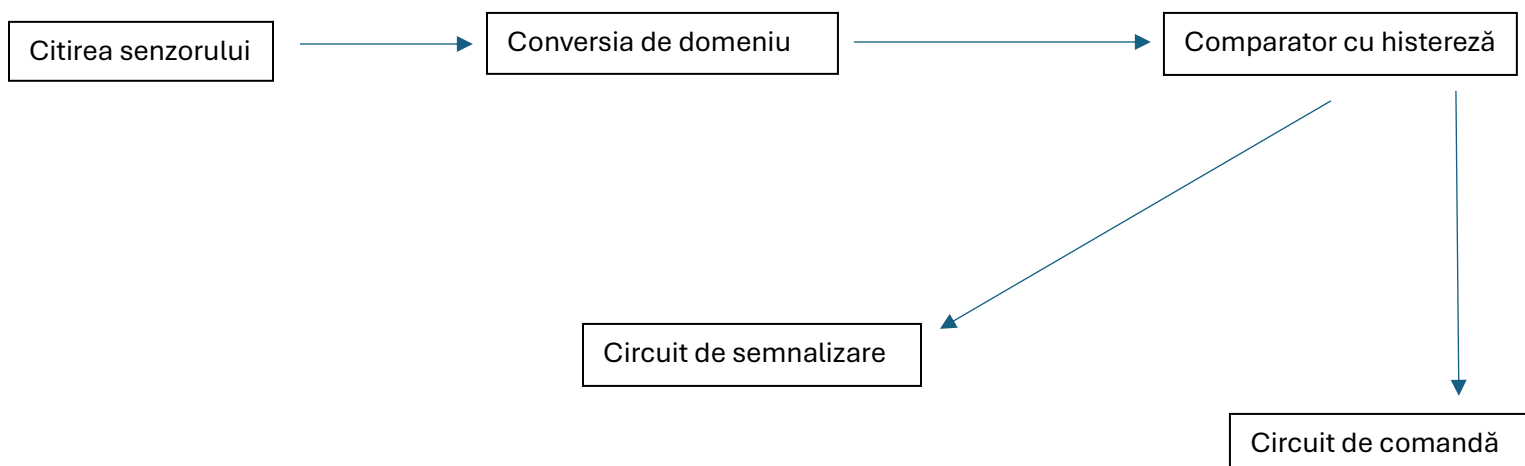 Citirea senzorului
Conversia de domeniu
Comparator cu histereză
Circuit de semnalizare
Circuit de comandă